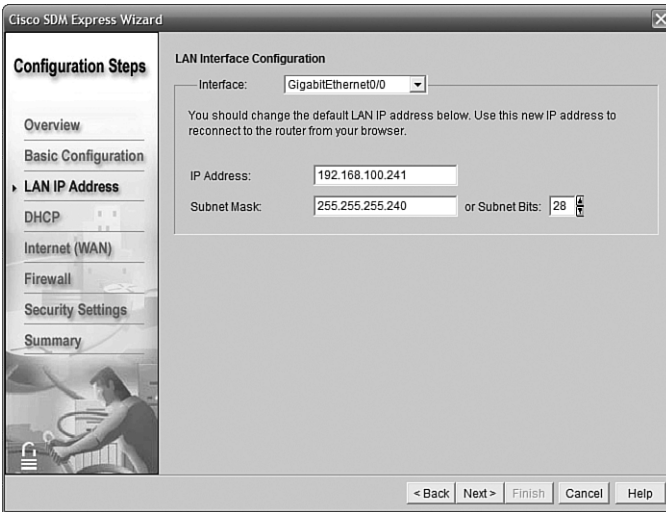 Cisco SDM Express Wizard
Configuration Steps
Overview
Basic Configuration
LAN IP Address
DHCP
Internet (WAN)
Firewall
Security Settings
Summary
LAN Interface Configuration
Interface: GigabitEthernet0/0
You should change the default LAN IP address below. Use this new IP address to
reconnect to the router from your browser.
IP Address: 192.168.100.241
Subnet Mask: 255.255.255.240 or Subnet Bits: 28
< Back Next > Finish Cancel Help